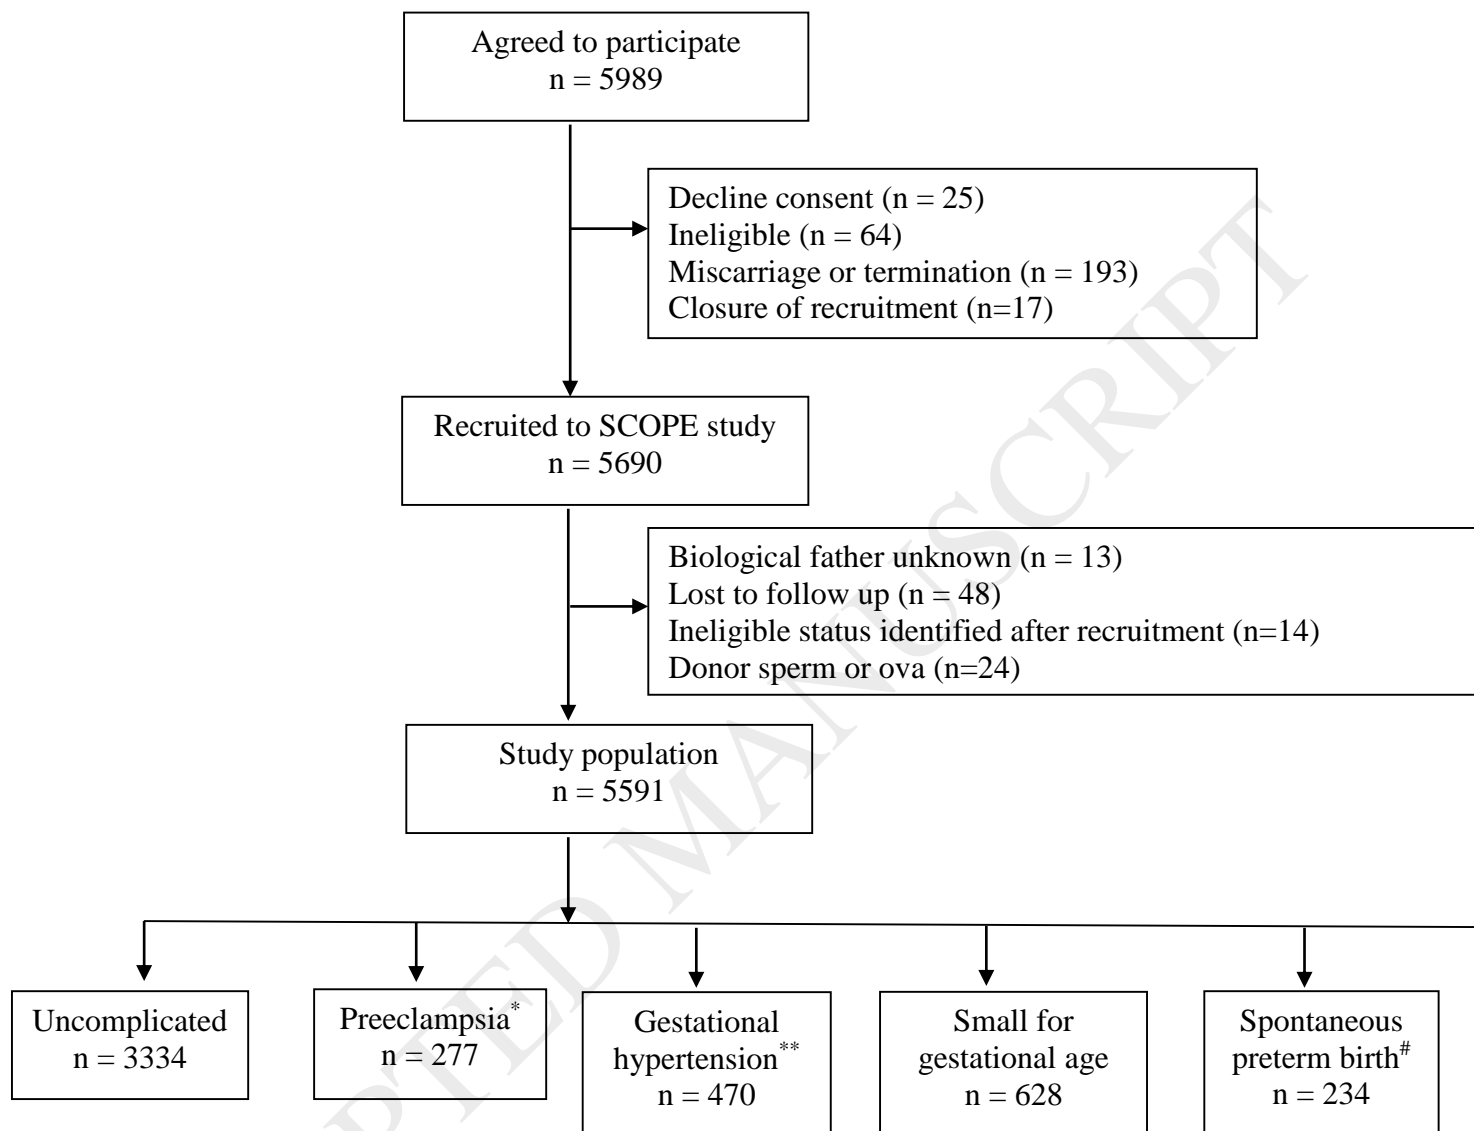 Agreed to participate
n = 5989
Decline consent (n = 25)
Ineligible (n = 64)
Miscarriage or termination (n = 193)
Closure of recruitment (n=17)
Recruited to SCOPE study
n = 5690
Biological father unknown (n = 13)
Lost to follow up (n = 48)
Ineligible status identified after recruitment (n=14)
Donor sperm or ova (n=24)
Study population
n = 5591
Uncomplicated
n = 3334
Preeclampsia*
n = 277
Gestational
hypertension**
n = 470
Small for
gestational age
n = 628
Spontaneous
preterm birth#
n = 234
PTED MANUSCRIPT